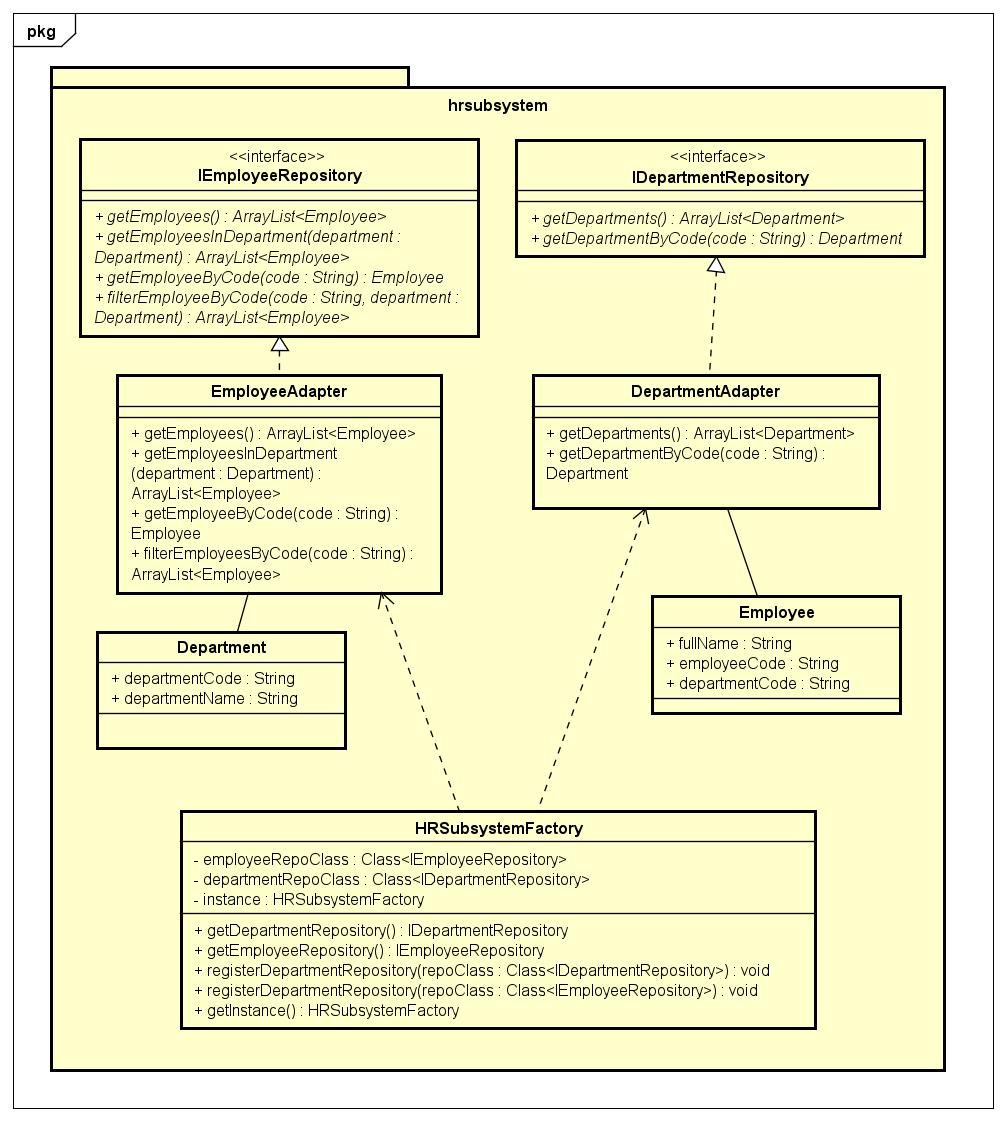 pkg
hrsubsystem
<<interface>>
IEmployeeRepository
+ getEmployees() : ArrayList<Employee>
+ getEmployeesInDepartment(department :
Department) : ArrayList<Employee>
+ getEmployeeByCode(code : String) : Employee
+ filterEmployeeByCode(code : String, department :
Department) : ArrayList<Employee>
<<interface>>
IDepartmentRepository
+ getDepartments() : ArrayList<Department>
+ getDepartmentByCode(code : String) : Department
EmployeeAdapter
+ getEmployees() : ArrayList<Employee>
+ getEmployeesInDepartment
(department : Department) :
ArrayList<Employee>
+ getEmployeeByCode(code : String) :
Employee
+ filterEmployeesByCode(code : String) :
ArrayList<Employee>
DepartmentAdapter
+ getDepartments() : ArrayList<Department>
+ getDepartmentByCode(code : String) :
Department
Department
+ departmentCode : String
+ departmentName : String
Employee
+ fullName : String
+ employeeCode : String
+ departmentCode : String
HRSubsystemFactory
- employeeRepoClass : Class<IEmployeeRepository>
- departmentRepoClass : Class<IDepartmentRepository>
- instance : HRSubsystemFactory
+ getDepartmentRepository() : IDepartmentRepository
+ getEmployeeRepository() : IEmployeeRepository
+ registerDepartmentRepository(repoClass : Class<IDepartmentRepository>) : void
+ registerDepartmentRepository(repoClass : Class<IEmployeeRepository>) : void
+ getInstance() : HRSubsystemFactory